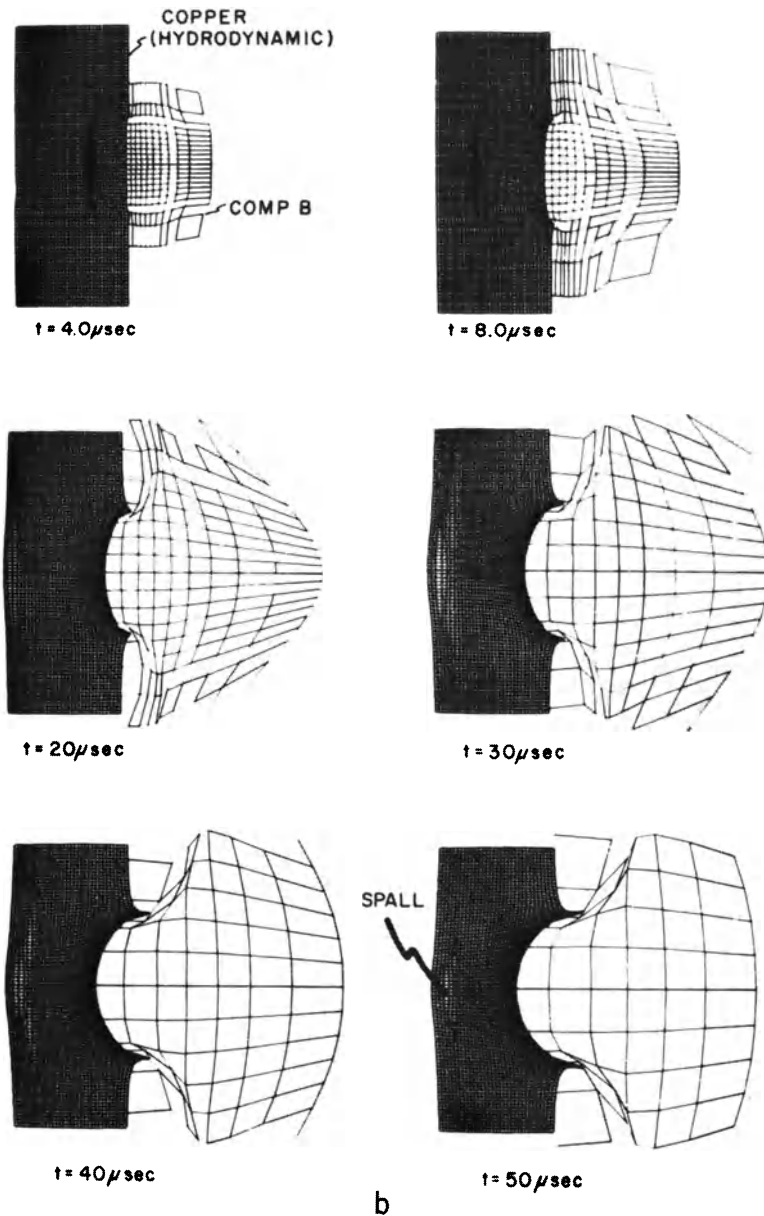 COPPER
(HYDRODYNAMIC)
COMP B
t = 4.0μsec
t = 8.0μsec
t = 20μsec
t = 30μsec
SPALL
t = 40μsec
t = 50μsec
b